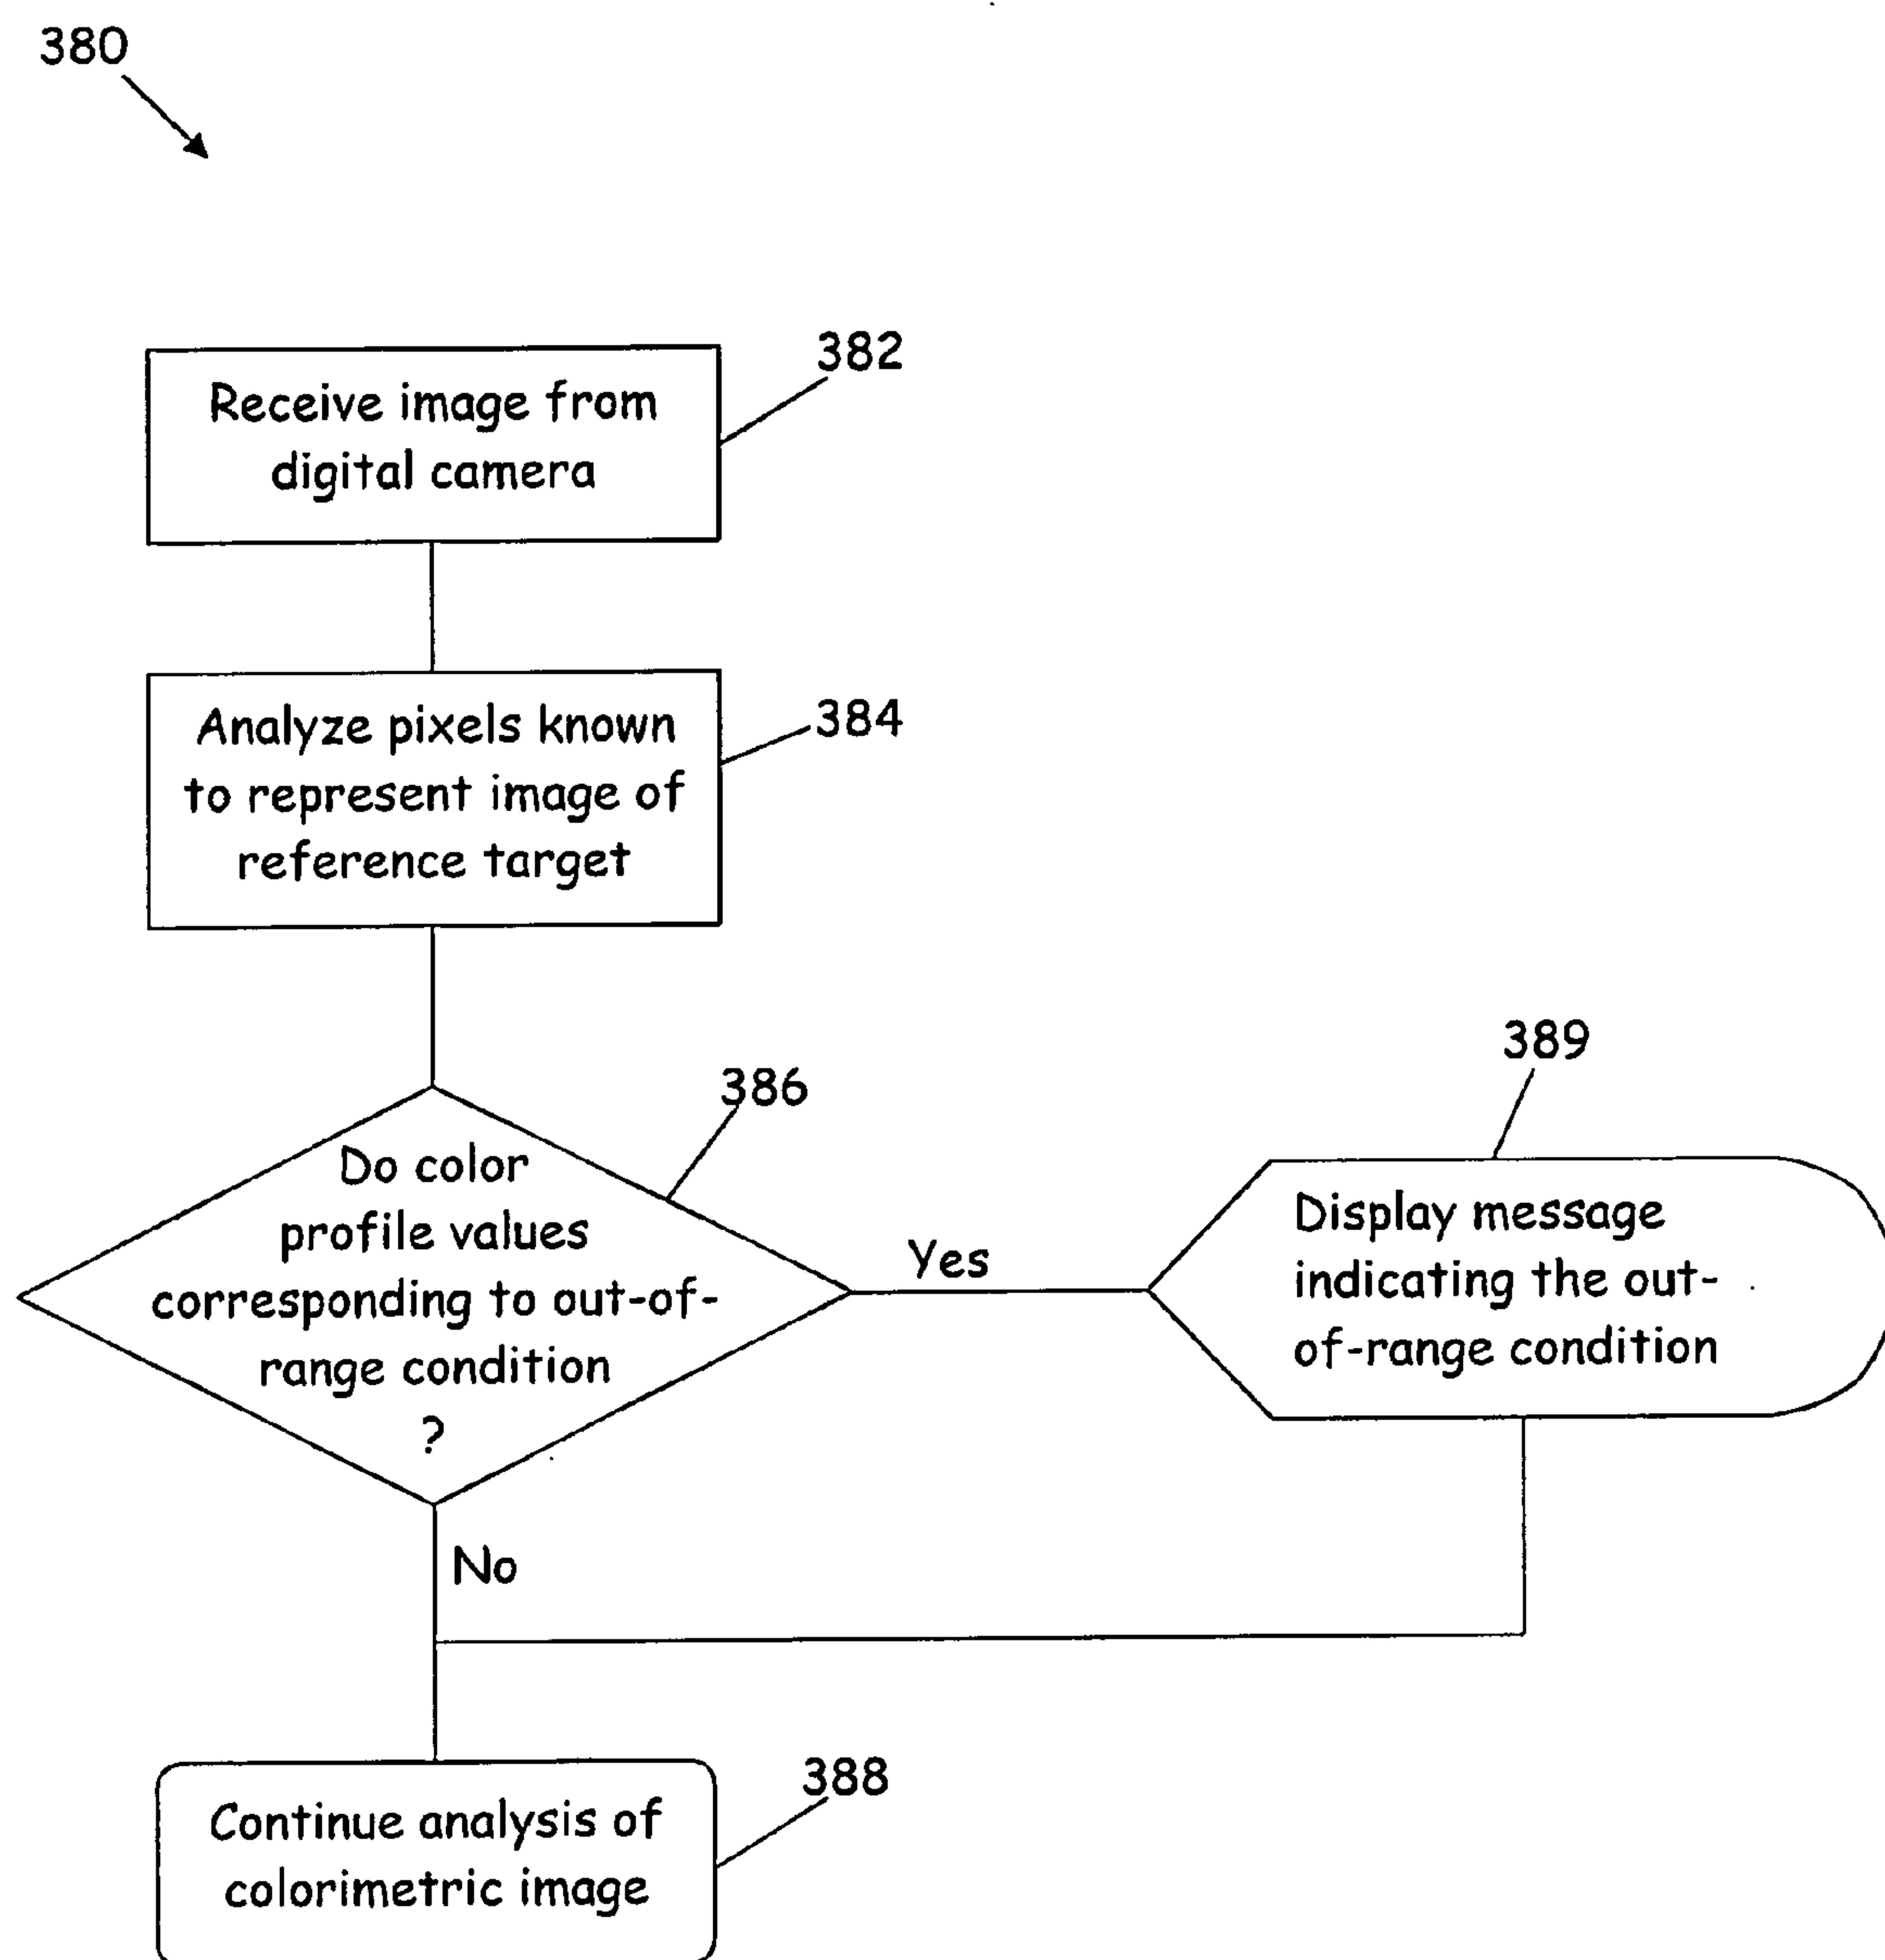 380
382
Receive image from
digital camera
384
Analyze pixels known
to represent image of
reference target
386
Do color
profile values
corresponding to out-of-
range condition
?
Yes
389
Display message
indicating the out-
of-range condition
No
388
Continue analysis of
colorimetric image